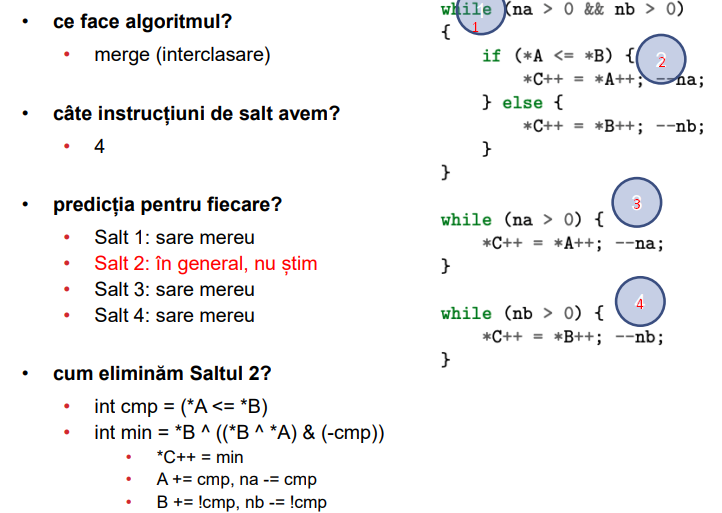 ce face algoritmul?
merge (interclasare)
câte instrucțiuni de salt avem?
4
predicția pentru fiecare?
Salt 1: sare mereu
Salt 2: în general, nu știm
Salt 3: sare mereu
Salt 4: sare mereu
cum eliminăm Saltul 2?
int cmp = (*A <= *B)
int min = *B ^ ((*B ^ *A) & (-cmp))
*C++ = min
A += cmp, na -= cmp
B += !cmp, nb -= !cmp
while (na > 0 && nb > 0)
1
{
if (*A <= *B) {
2
*C++ = *A++; --na;
} else {
*C++ = *B++; --nb;
}
}
3
while (na > 0) {
*C++ = *A++; --na;
}
4
while (nb > 0) {
*C++ = *B++; --nb;
}